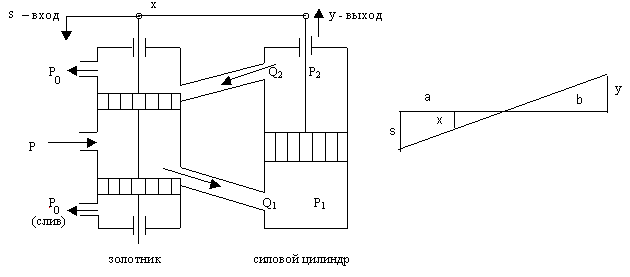 s – вход
x
y - выход
P0
Q2
P2
a
b
y
x
s
P
P0
(слив)
Q1
P1
золотник
силовой цилиндр